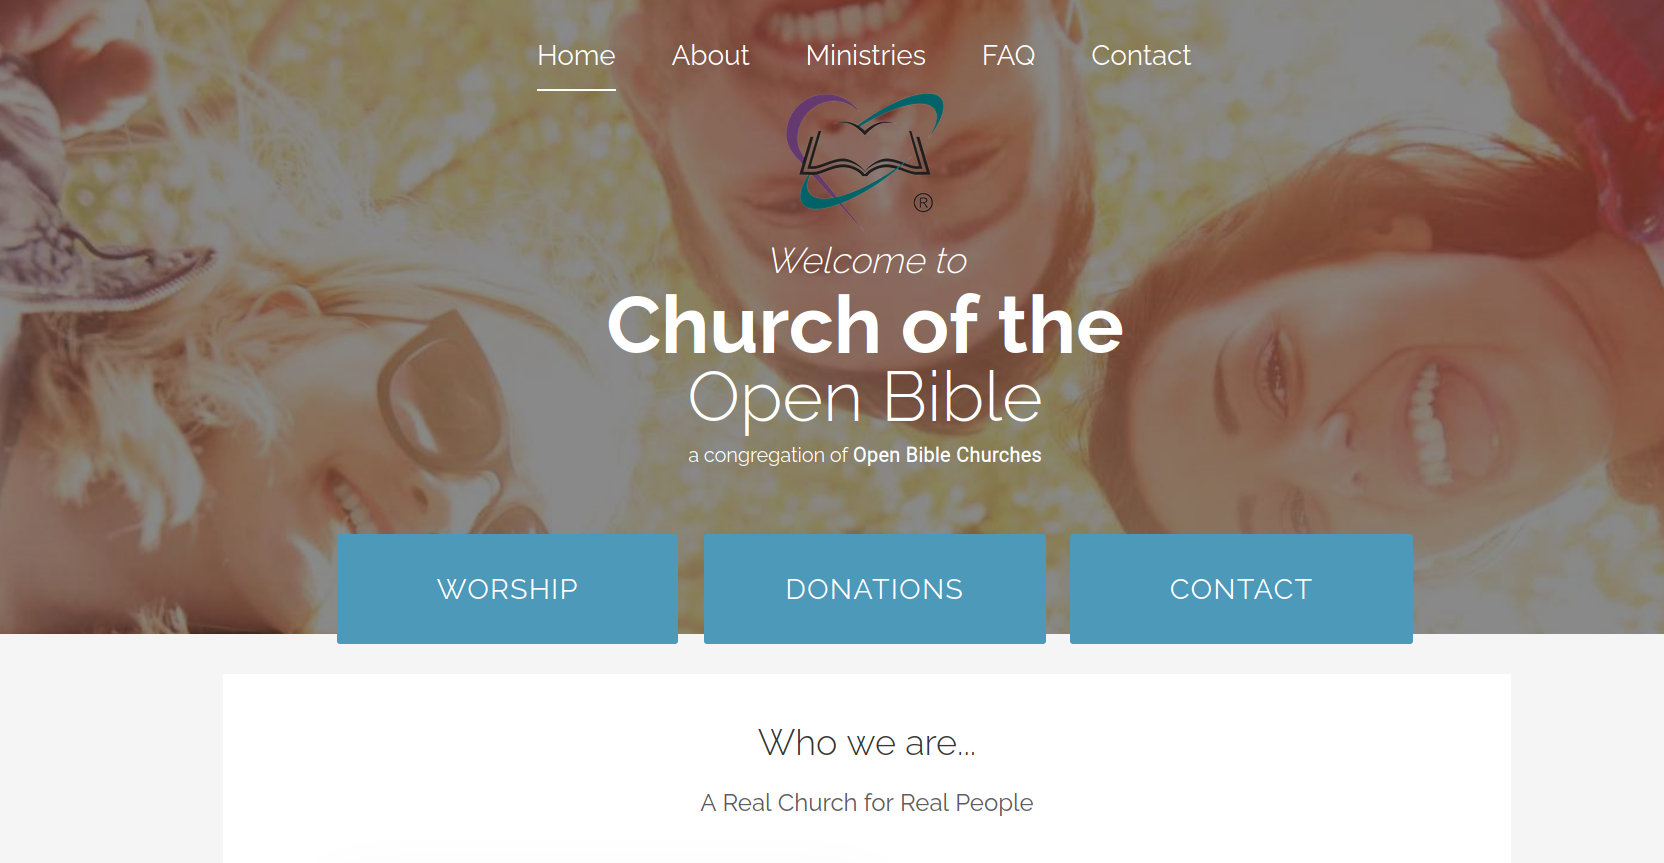 Home About Ministries FAQ Contact
®
Welcome to
Church of the
Open Bible
a congregation of Open Bible Churches
WORSHIP DONATIONS CONTACT
Who we are...
A Real Church for Real People